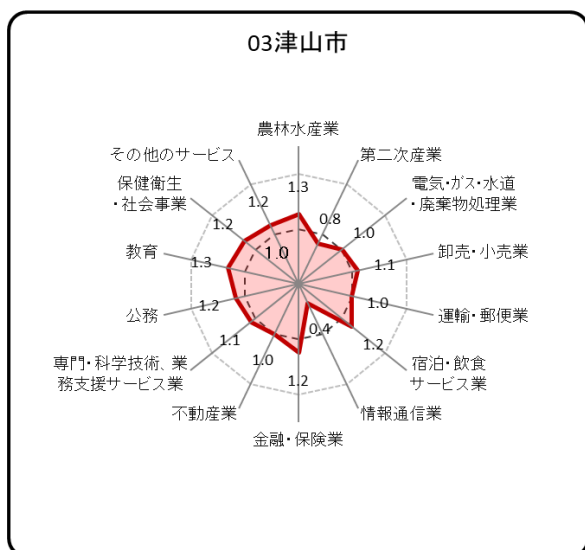 03津山市
農林水産業
1.3
第二次産業
0.8
電気・ガス・水道
・廃棄物処理業
1.0
卸売・小売業
1.1
運輸・郵便業
1.0
宿泊・飲食
サービス業
1.2
情報通信業
0.4
金融・保険業
1.2
不動産業
1.0
専門・科学技術、業
務支援サービス業
1.1
公務
1.2
教育
1.3
保健衛生
・社会事業
1.2
その他のサービス
1.2
1.0